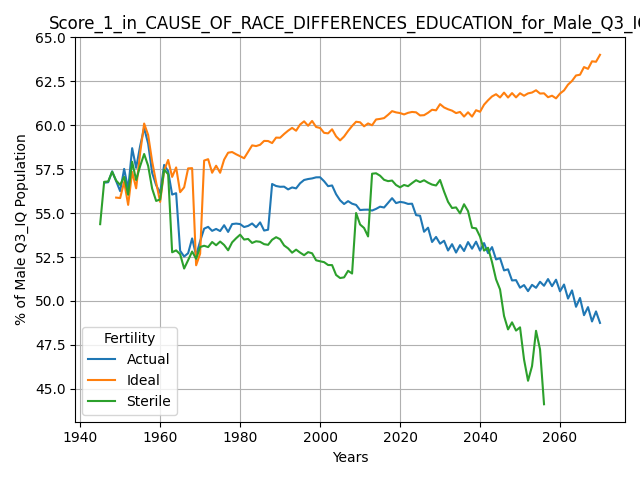 Score_1_in_CAUSE_OF_RACE_DIFFERENCES_EDUCATION_for_Male_Q3_IQ
65.0
62.5
60.0
57.5
55.0
52.5
50.0
47.5
45.0
% of Male Q3_IQ Population
Fertility
Actual
Ideal
Sterile
1940 1960 1980 2000 2020 2040 2060
Years